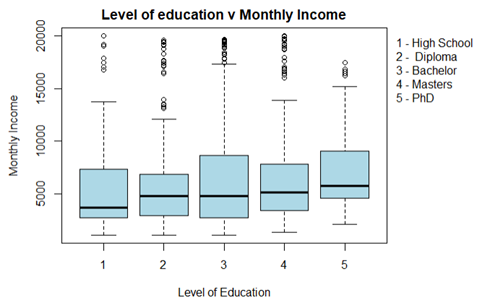 Level of education v Monthly Income
20000
15000
10000
5000
Monthly Income
1 2 3 4 5
Level of Education
1 - High School
2 - Diploma
3 - Bachelor
4 - Masters
5 - PhD